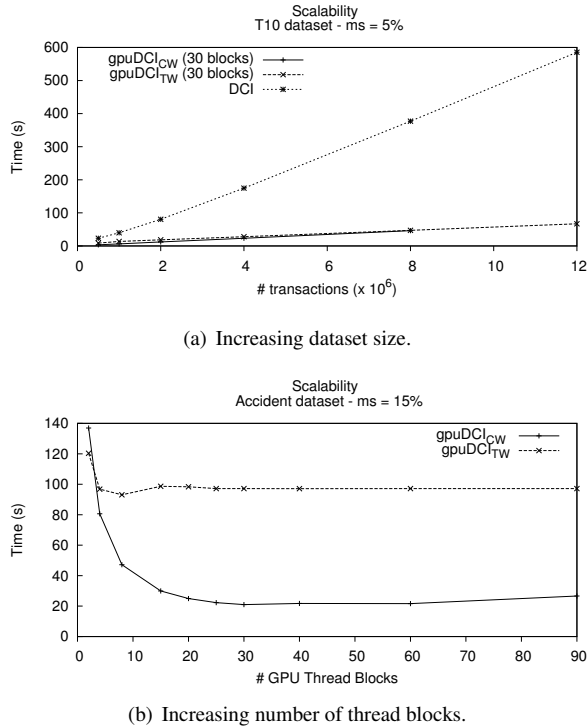 Scalability
T10 dataset - ms = 5%
gpuDCI_CW (30 blocks)
gpuDCI_TW (30 blocks)
DCI
Time (s)
600
500
400
300
200
100
0
0 2 4 6 8 10 12
# transactions (x 10^6)
(a) Increasing dataset size.
Scalability
Accident dataset - ms = 15%
gpuDCI_CW
gpuDCI_TW
Time (s)
140
120
100
80
60
40
20
0
0 10 20 30 40 50 60 70 80 90
# GPU Thread Blocks
(b) Increasing number of thread blocks.